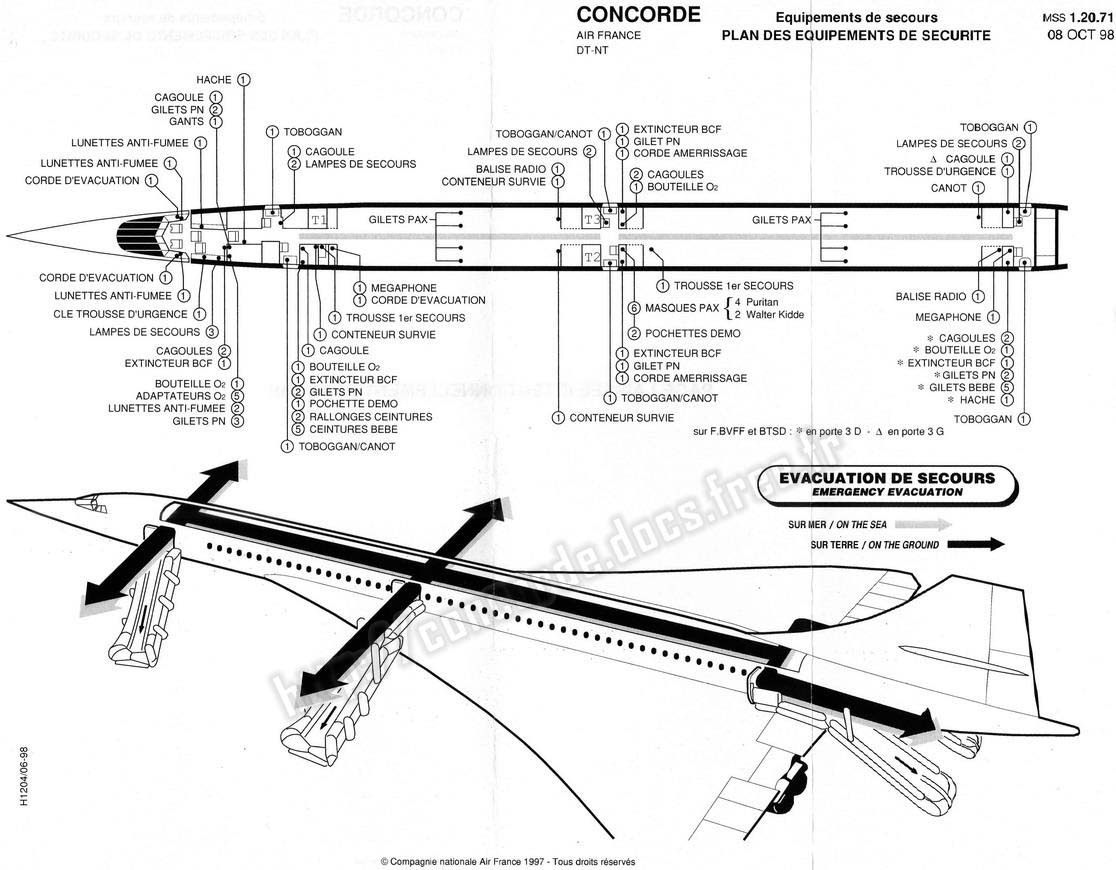 CONCORDE
AIR FRANCE
DT-NT
Equipements de secours
PLAN DES EQUIPEMENTS DE SECURITE
MSS 1.20.71
08 OCT 98
HACHE 1
CAGOULE 1
GILETS PN 2
GANTS 1
LUNETTES ANTI-FUMEE 1
LUNETTES ANTI-FUMEE 1
CORDE D'EVACUATION 1
1 TOBOGGAN
1 CAGOULE
2 LAMPES DE SECOURS
TOBOGGAN/CANOT 1
LAMPES DE SECOURS 2
BALISE RADIO 1
CONTENEUR SURVIE 1
1 EXTINCTEUR BCF
1 GILET PN
1 CORDE AMERRISSAGE
2 CAGOULES
1 BOUTEILLE O2
TOBOGGAN 1
LAMPES DE SECOURS 2
Δ CAGOULE 1
TROUSSE D'URGENCE 1
CANOT 1
T1
GILETS PAX
T3
GILETS PAX
T2
CORDE D'EVACUATION 1
LUNETTES ANTI-FUMEE 1
CLE TROUSSE D'URGENCE 1
LAMPES DE SECOURS 3
CAGOULES 2
EXTINCTEUR BCF 1
BOUTEILLE O2 1
ADAPTATEURS O2 5
LUNETTES ANTI-FUMEE 2
GILETS PN 3
1 MEGAPHONE
1 CORDE D'EVACUATION
1 TROUSSE 1er SECOURS
1 CONTENEUR SURVIE
1 CAGOULE
1 BOUTEILLE O2
1 EXTINCTEUR BCF
2 GILETS PN
1 POCHETTE DEMO
2 RALLONGES CEINTURES
5 CEINTURES BEBE
1 TOBOGGAN/CANOT
1 TROUSSE 1er SECOURS
6 MASQUES PAX { 4 Puritan
2 Walter Kidde
2 POCHETTES DEMO
1 EXTINCTEUR BCF
1 GILET PN
1 CORDE AMERRISSAGE
1 TOBOGGAN/CANOT
1 CONTENEUR SURVIE
BALISE RADIO 1
MEGAPHONE 1
* CAGOULES 2
* BOUTEILLE O2 1
* EXTINCTEUR BCF 1
* GILETS PN 2
* GILETS BEBE 5
* HACHE 1
TOBOGGAN 1
sur F.BVFF et BTSD : * en porte 3 D - Δ en porte 3 G
EVACUATION DE SECOURS
EMERGENCY EVACUATION
SUR MER / ON THE SEA
SUR TERRE / ON THE GROUND
http://concorde.docs.free.fr
H1204/06-98
© Compagnie nationale Air France 1997 - Tous droits réservés